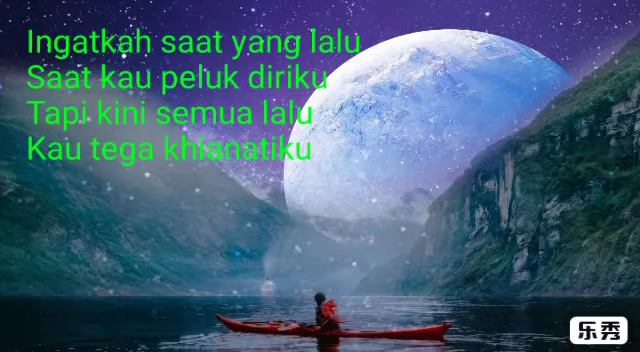 Ingatkah saat yang lalu
Saat kau peluk diriku
Tapi kini semua lalu
Kau tega khianatiku
乐秀